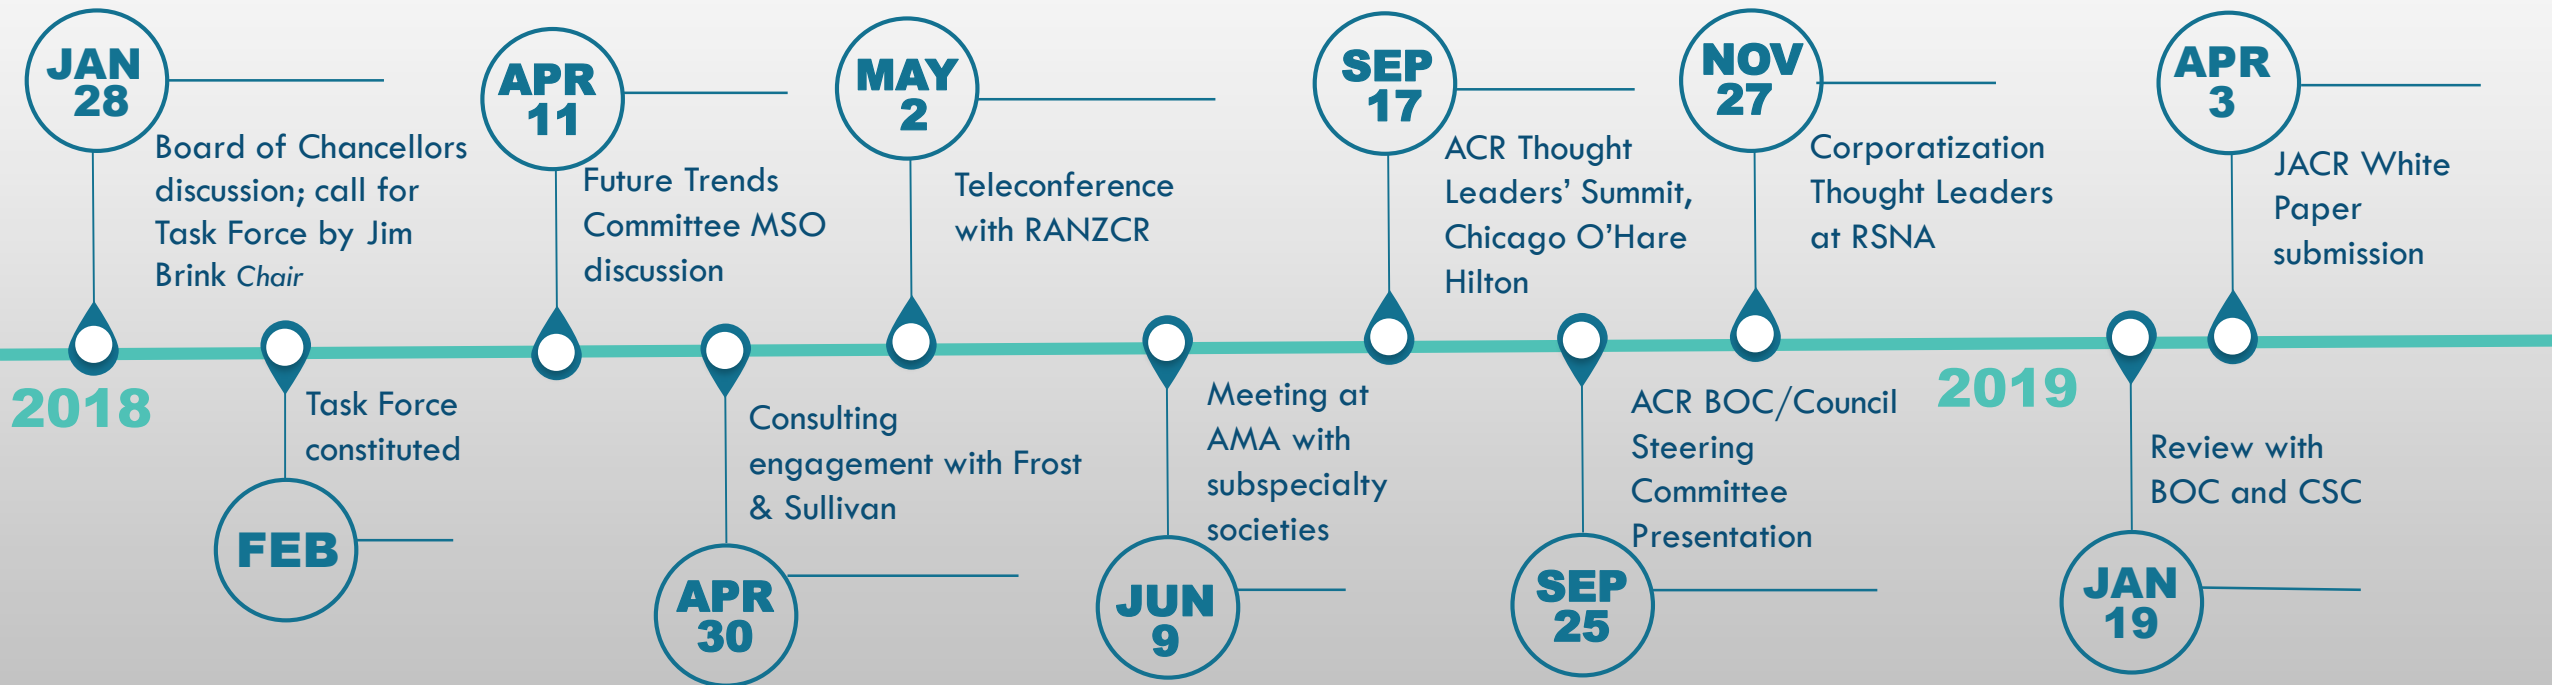 JAN
28
Board of Chancellors
discussion; call for
Task Force by Jim
Brink Chair
APR
11
Future Trends
Committee MSO
discussion
MAY
2
Teleconference
with RANZCR
SEP
17
ACR Thought
Leaders’ Summit,
Chicago O’Hare
Hilton
NOV
27
Corporatization
Thought Leaders
at RSNA
APR
3
JACR White
Paper
submission
2018
Task Force
constituted
FEB
Consulting
engagement with Frost
& Sullivan
APR
30
Meeting at
AMA with
subspecialty
societies
JUN
9
ACR BOC/Council
Steering
Committee
Presentation
SEP
25
2019
Review with
BOC and CSC
JAN
19